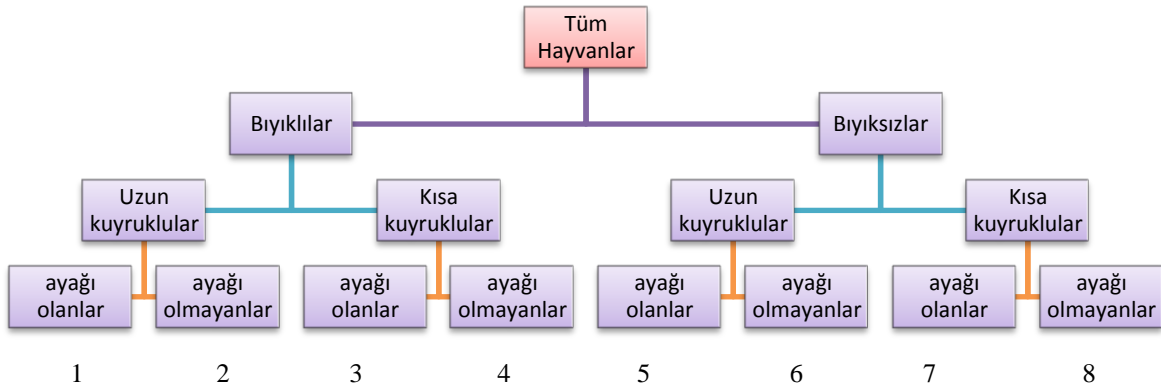 Tüm
Hayvanlar
Bıyıklılar
Bıyıksızlar
Uzun
kuyruklular
Kısa
kuyruklular
Uzun
kuyruklular
Kısa
kuyruklular
ayağı
olanlar
ayağı
olmayanlar
ayağı
olanlar
ayağı
olmayanlar
ayağı
olanlar
ayağı
olmayanlar
ayağı
olanlar
ayağı
olmayanlar
1 2 3 4 5 6 7 8